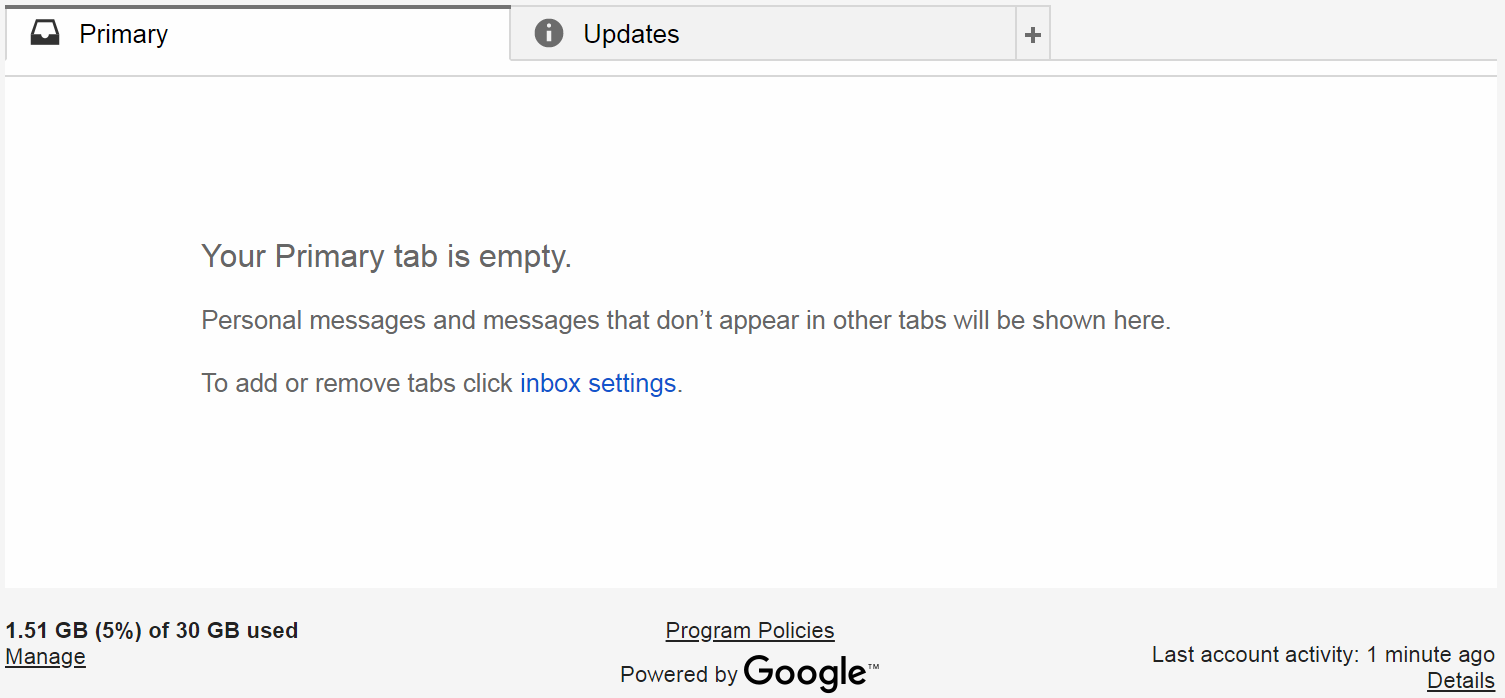 Primary
Updates
+
Your Primary tab is empty.
Personal messages and messages that don’t appear in other tabs will be shown here.
To add or remove tabs click inbox settings.
1.51 GB (5%) of 30 GB used
Manage
Program Policies
Powered by Google™
Last account activity: 1 minute ago
Details